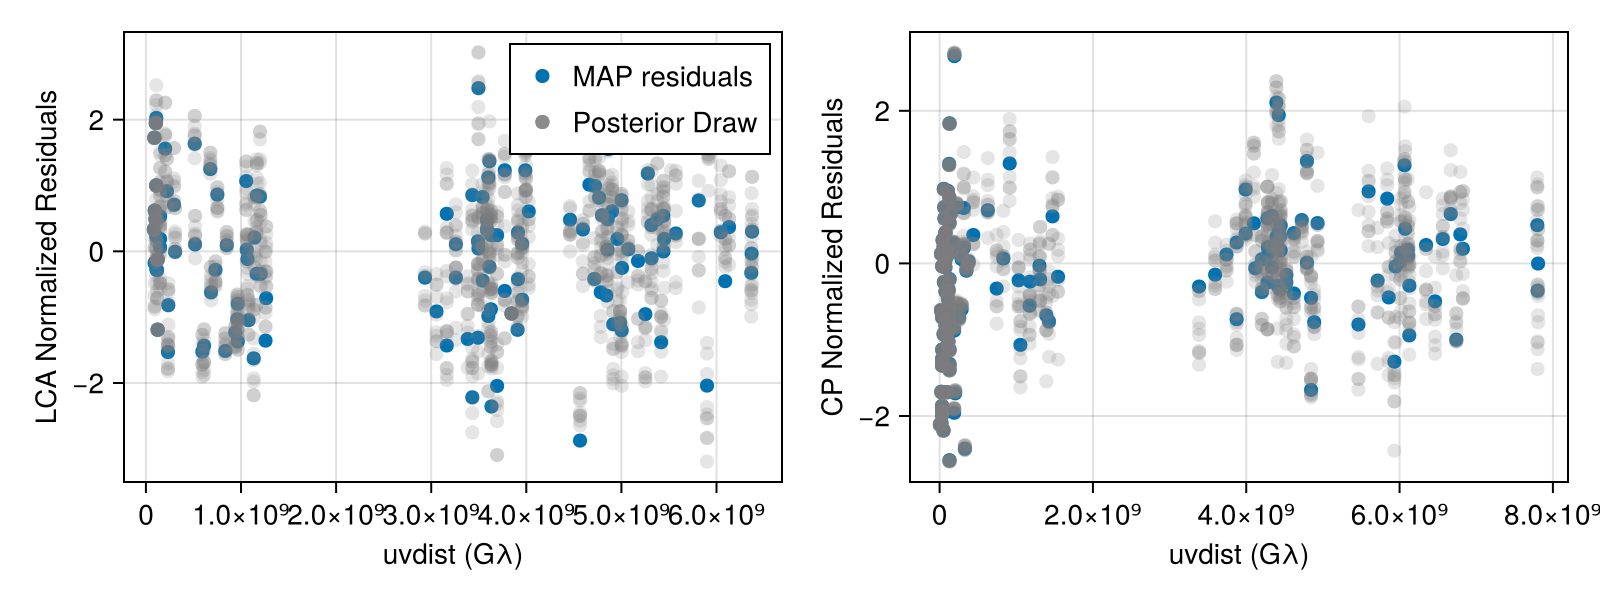 LCA Normalized Residuals
2
0
−2
MAP residuals
Posterior Draw
0 1.0×10⁹ 2.0×10⁹ 3.0×10⁹ 4.0×10⁹ 5.0×10⁹ 6.0×10⁹
uvdist (Gλ)
CP Normalized Residuals
2
0
−2
0 2.0×10⁹ 4.0×10⁹ 6.0×10⁹ 8.0×10⁹
uvdist (Gλ)